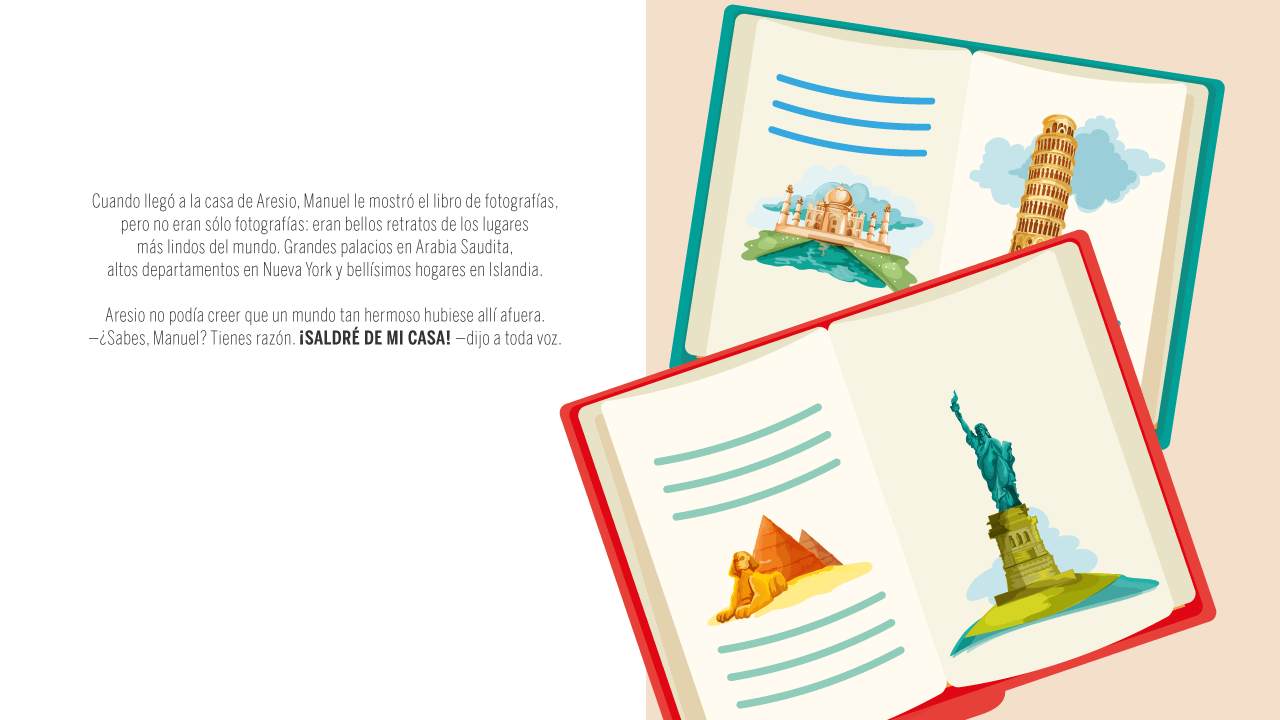 Cuando llegó a la casa de Aresio, Manuel le mostró el libro de fotografías,
pero no eran sólo fotografías: eran bellos retratos de los lugares
más lindos del mundo. Grandes palacios en Arabia Saudita,
altos departamentos en Nueva York y bellísimos hogares en Islandia.
Aresio no podía creer que un mundo tan hermoso hubiese allí afuera.
—¿Sabes, Manuel? Tienes razón. ¡SALDRÉ DE MI CASA! —dijo a toda voz.